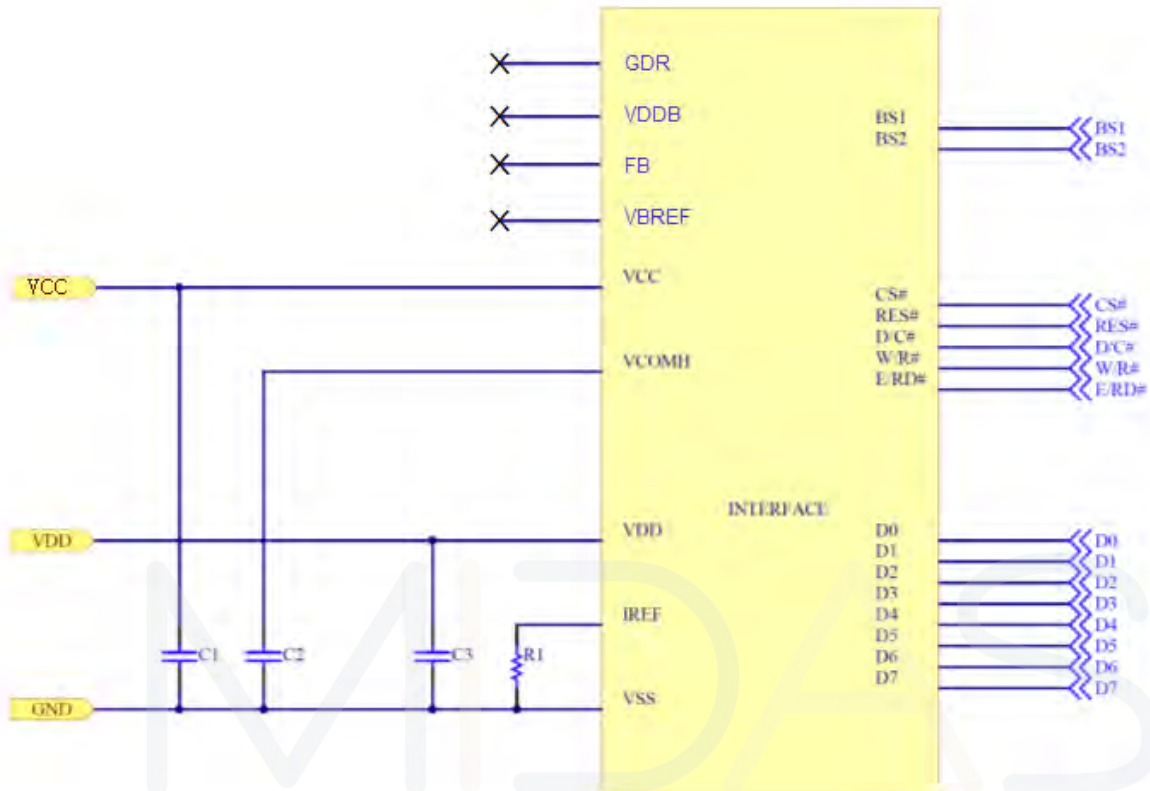 GDR
VDDB
FB
VBREF
VCC
VCC
VCOMH
VDD
VDD
INTERFACE
IREF
C1
C2
C3
R1
GND
VSS
BS1
BS2
BS1
BS2
CS#
RES#
D/C#
W/R#
E/RD#
CS#
RES#
D/C#
W/R#
E/RD#
D0
D1
D2
D3
D4
D5
D6
D7
D0
D1
D2
D3
D4
D5
D6
D7
MIDAS